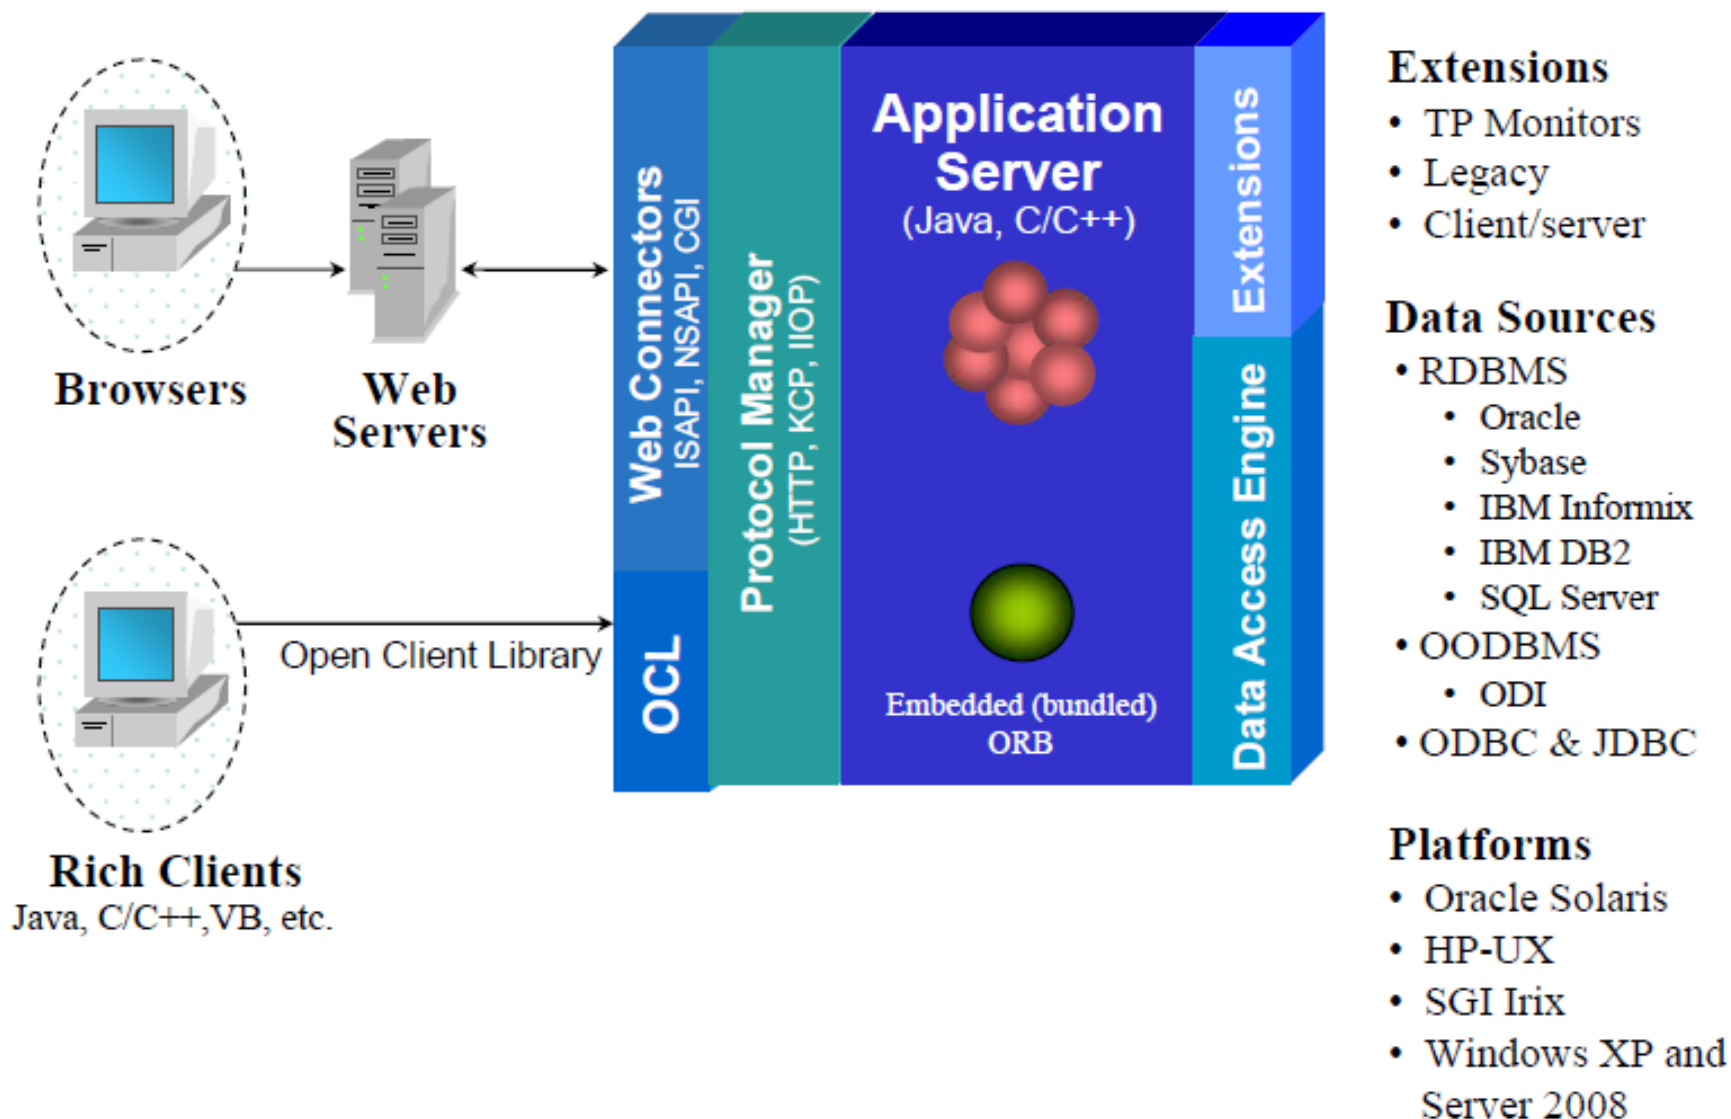 Browsers
Web
Servers
Open Client Library
Rich Clients
Java, C/C++,VB, etc.
Web Connectors
ISAPI, NSAPI, CGI
OCL
Protocol Manager
(HTTP, KCP, IIOP)
Application
Server
(Java, C/C++)
Embedded (bundled)
ORB
Extensions
Data Access Engine
Extensions
• TP Monitors
• Legacy
• Client/server
Data Sources
• RDBMS
• Oracle
• Sybase
• IBM Informix
• IBM DB2
• SQL Server
• OODBMS
• ODI
• ODBC & JDBC
Platforms
• Oracle Solaris
• HP-UX
• SGI Irix
• Windows XP and
Server 2008